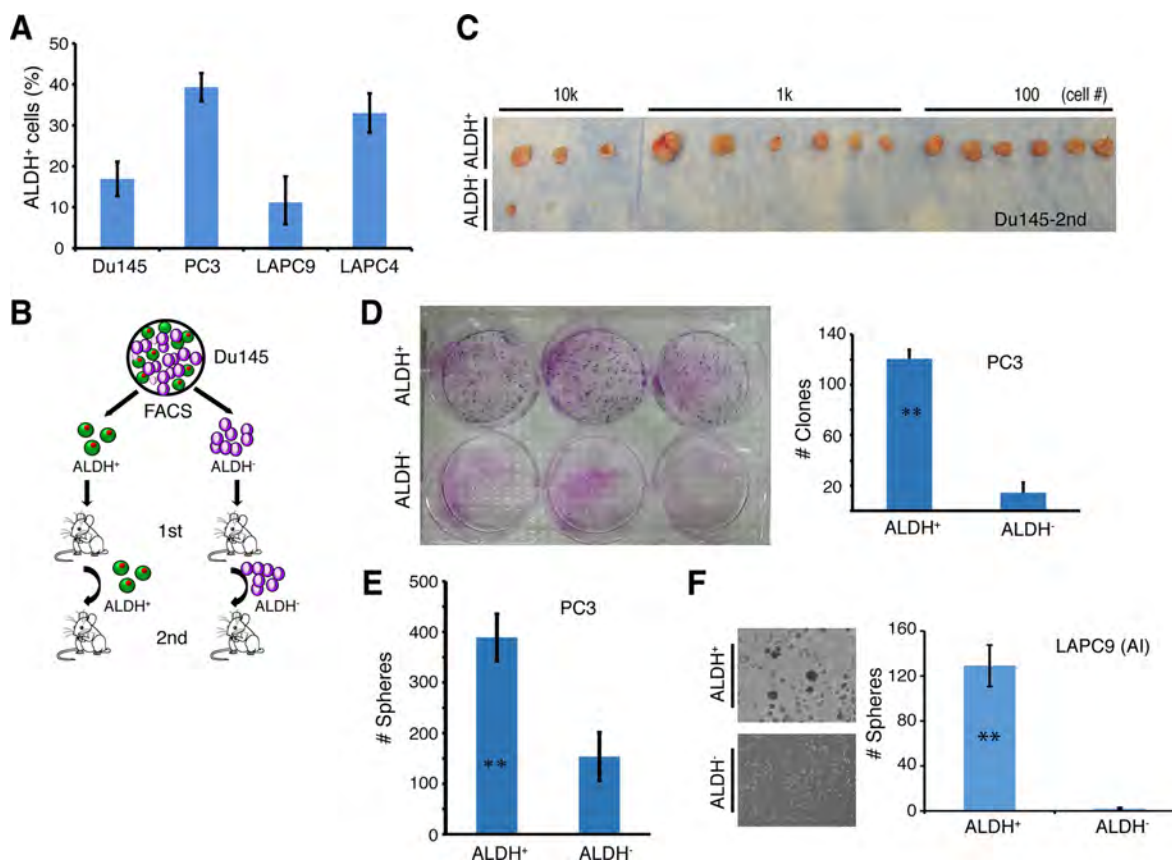 A
ALDH⁺ cells (%)
50
40
30
20
10
0
Du145 PC3 LAPC9 LAPC4
B
Du145
FACS
ALDH⁺ ALDH⁻
1st
ALDH⁺ ALDH⁻
2nd
C
10k 1k 100 (cell #)
ALDH⁺
ALDH⁻
Du145-2nd
D
ALDH⁺
ALDH⁻
# Clones
140
120
100
80
60
40
20
PC3
**
ALDH⁺ ALDH⁻
E
# Spheres
500
400
300
200
100
0
PC3
**
ALDH⁺ ALDH⁻
F
ALDH⁺
ALDH⁻
# Spheres
160
120
80
40
0
LAPC9 (AI)
**
ALDH⁺ ALDH⁻